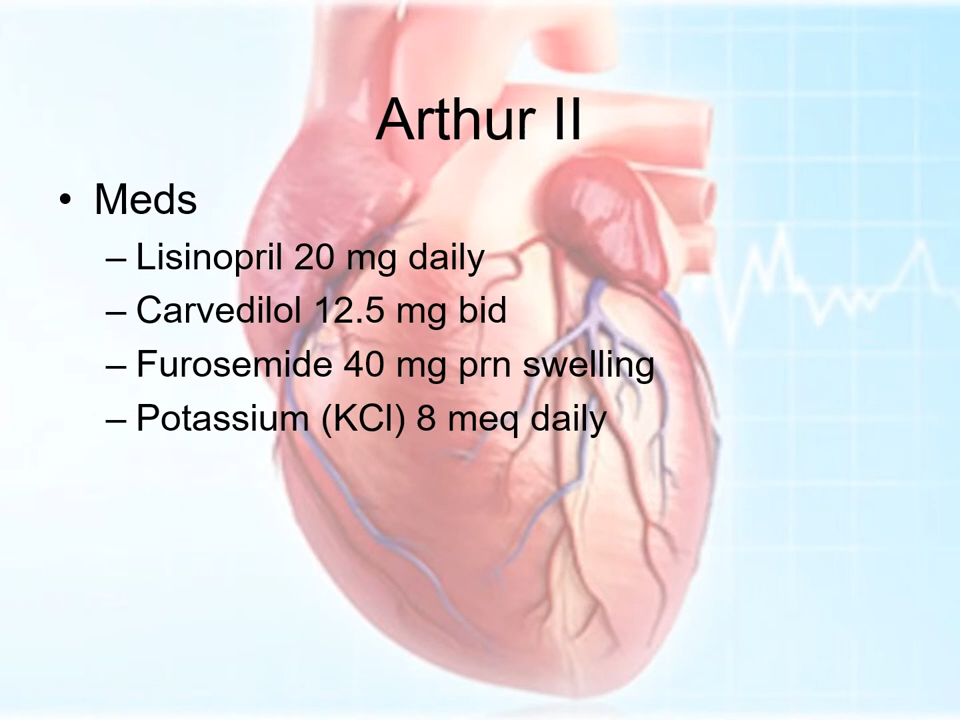 Arthur II
• Meds
– Lisinopril 20 mg daily
– Carvedilol 12.5 mg bid
– Furosemide 40 mg prn swelling
– Potassium (KCl) 8 meq daily